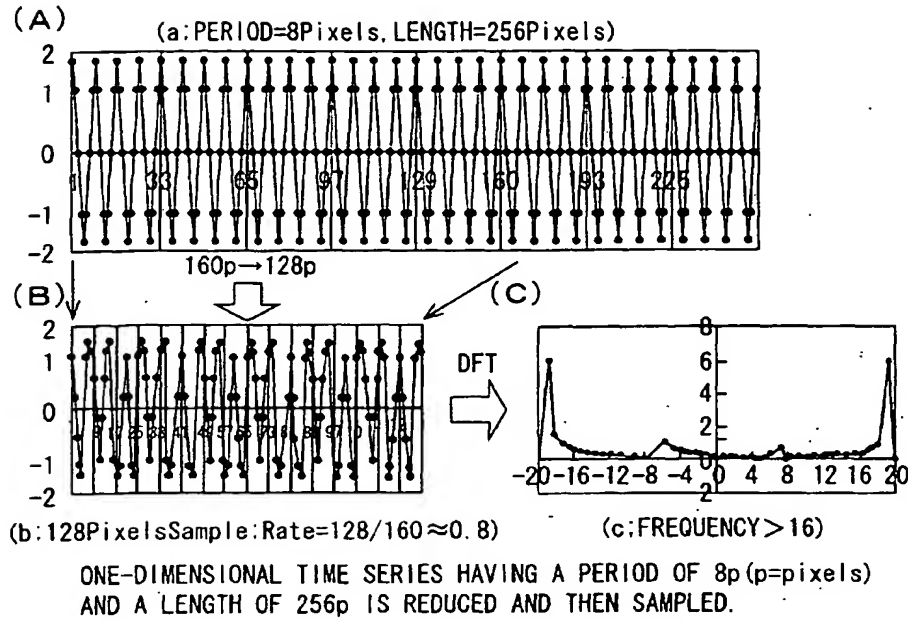 (A)
(a:PERIOD=8Pixels, LENGTH=256Pixels)
2
1
0
-1
-2
1 33 65 97 129 160 193 225
160p→128p
(B)
(C)
2
1
0
-1
-2
DFT
8
6
4
2
0
2
-20 -16 -12 -8 -4 0 4 8 12 16 20
(b:128PixelsSample:Rate=128/160≈0.8)
(c:FREQUENCY>16)
ONE-DIMENSIONAL TIME SERIES HAVING A PERIOD OF 8p(p=pixels)
AND A LENGTH OF 256p IS REDUCED AND THEN SAMPLED.